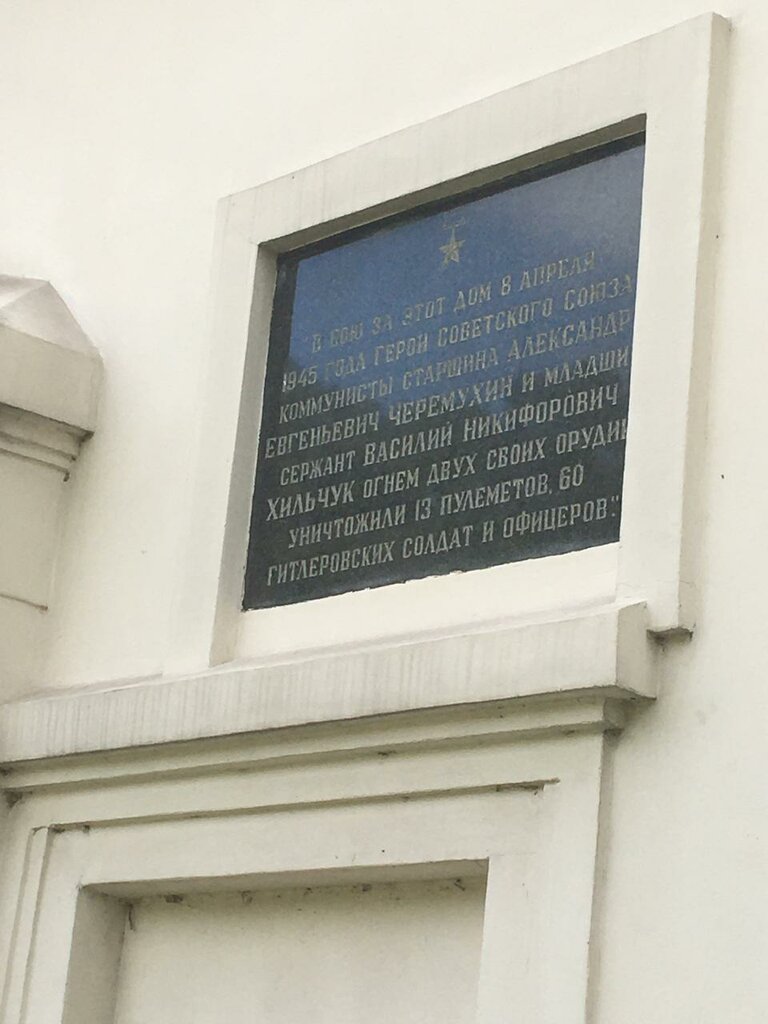 "В БОЮ ЗА ЭТОТ ДОМ 8 АПРЕЛЯ
1945 ГОДА ГЕРОИ СОВЕТСКОГО СОЮЗА
КОММУНИСТЫ СТАРШИНА АЛЕКСАНДР
ЕВГЕНЬЕВИЧ ЧЕРЕМУХИН И МЛАДШИ
СЕРЖАНТ ВАСИЛИЙ НИКИФОРОВИЧ
ХИЛЬЧУК ОГНЕМ ДВУХ СВОИХ ОРУДИЙ
УНИЧТОЖИЛИ 13 ПУЛЕМЕТОВ, 60
ГИТЛЕРОВСКИХ СОЛДАТ И ОФИЦЕРОВ."